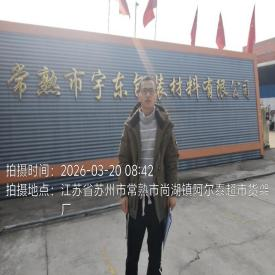 常熟市宇东包装材料有限公司
拍摄时间：2026-03-20 08:42
拍摄地点：江苏省苏州市常熟市尚湖镇阿尔泰超市货架
厂